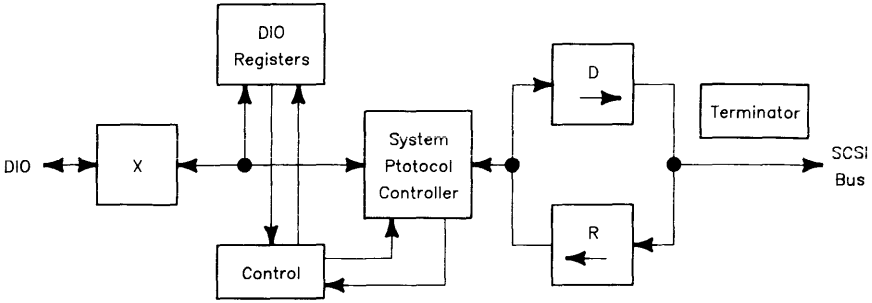 DIO
Registers
D
Terminator
System
Ptotocol
Controller
DIO
X
SCSI
Bus
R
Control